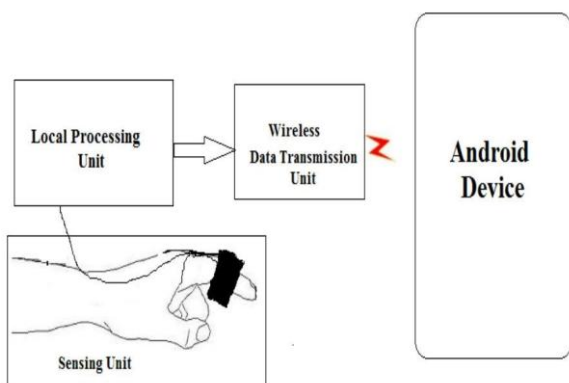 Local Processing
Unit
Wireless
Data Transmission
Unit
Android
Device
Sensing Unit